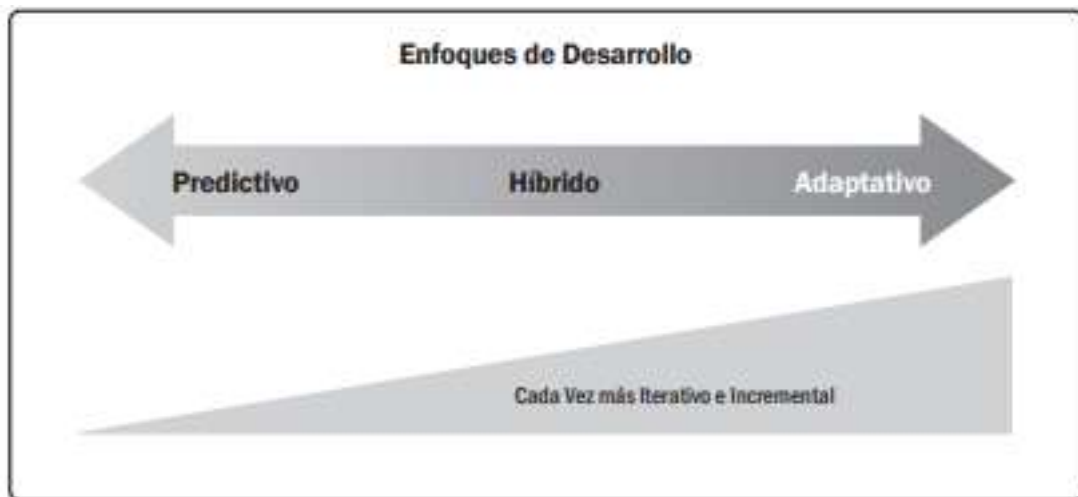 Enfoques de Desarrollo
Predictivo Híbrido Adaptativo
Cada Vez más Iterativo e Incremental